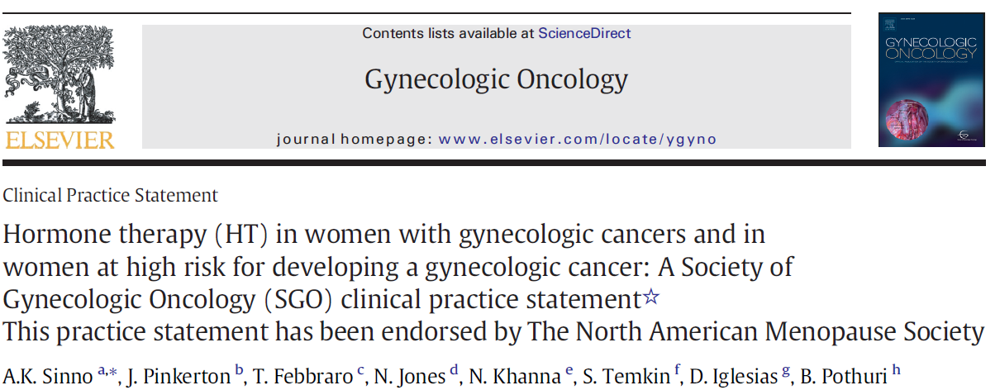 Contents lists available at ScienceDirect
Gynecologic Oncology
journal homepage: www.elsevier.com/locate/ygyno
ELSEVIER
GYNECOLOGIC
ONCOLOGY
Clinical Practice Statement
Hormone therapy (HT) in women with gynecologic cancers and in
women at high risk for developing a gynecologic cancer: A Society of
Gynecologic Oncology (SGO) clinical practice statement☆
This practice statement has been endorsed by The North American Menopause Society
A.K. Sinno a,*, J. Pinkerton b, T. Febbraro c, N. Jones d, N. Khanna e, S. Temkin f, D. Iglesias g, B. Pothuri h